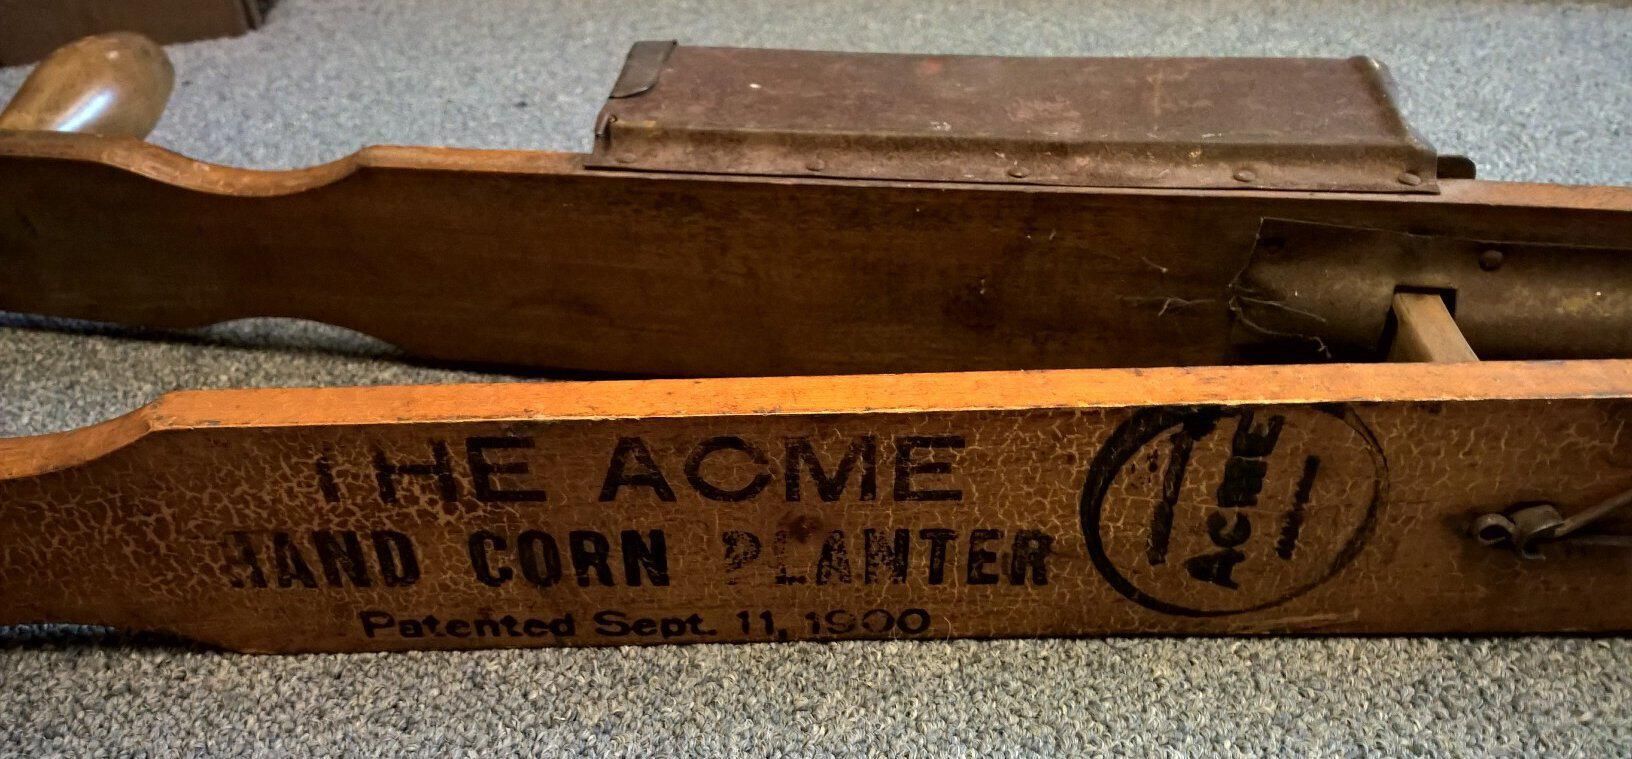 THE ACME
HAND CORN PLANTER
Patented Sept. 11, 1900
ACME